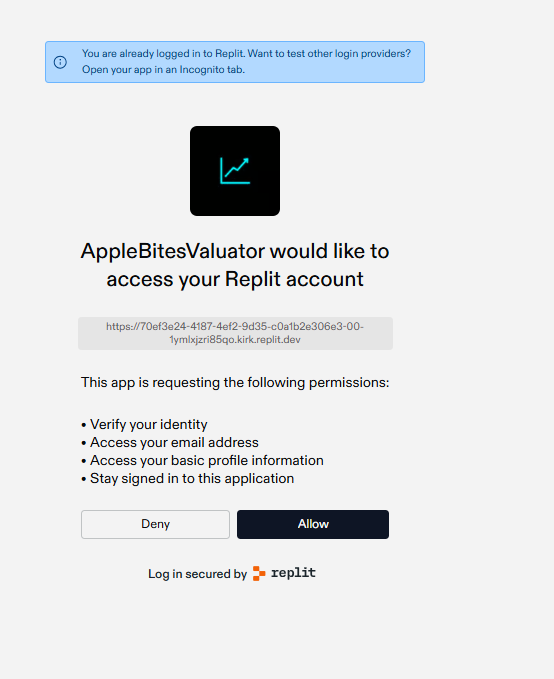 You are already logged in to Replit. Want to test other login providers?
Open your app in an Incognito tab.
AppleBitesValuator would like to
access your Replit account
https://70ef3e24-4187-4ef2-9d35-c0a1b2e306e3-00-
1ymlxjzri85qo.kirk.replit.dev
This app is requesting the following permissions:
• Verify your identity
• Access your email address
• Access your basic profile information
• Stay signed in to this application
Deny
Allow
Log in secured by replit